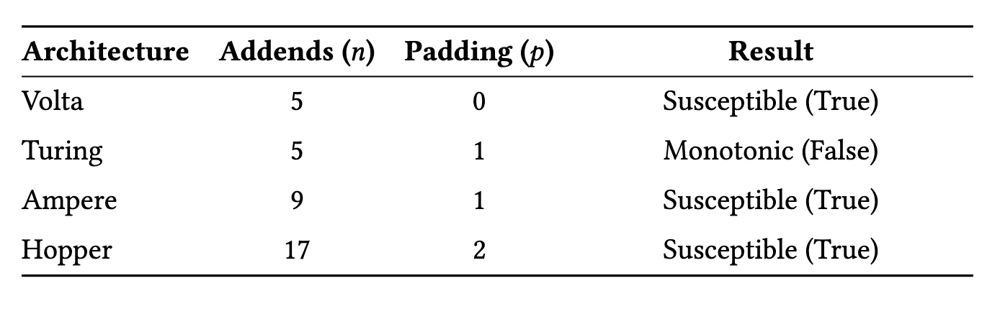 Architecture Addends (n) Padding (p) Result
Volta 5 0 Susceptible (True)
Turing 5 1 Monotonic (False)
Ampere 9 1 Susceptible (True)
Hopper 17 2 Susceptible (True)